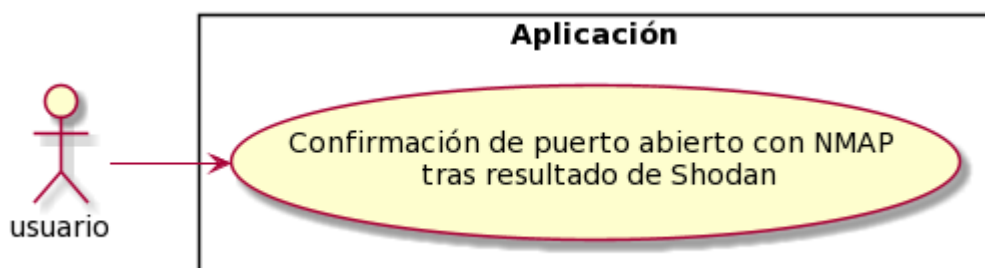 Aplicación
Confirmación de puerto abierto con NMAP
tras resultado de Shodan
usuario